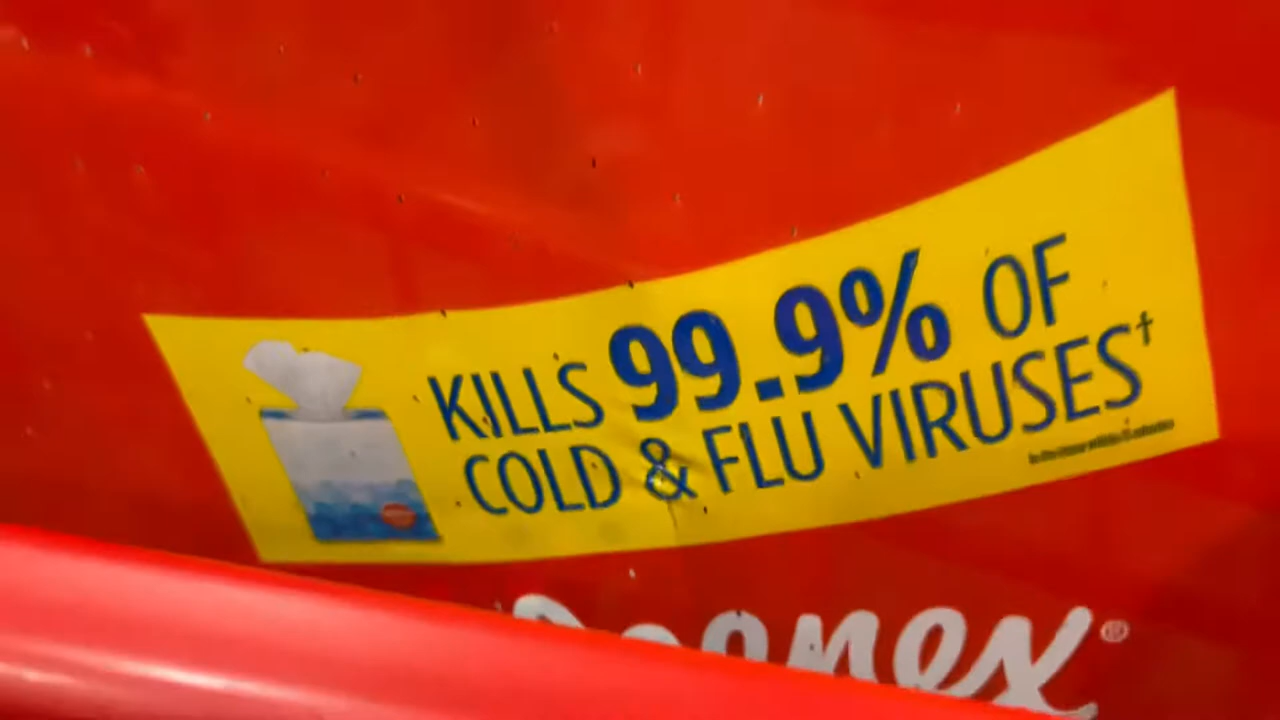 KILLS 99.9% OF
COLD & FLU VIRUSES†